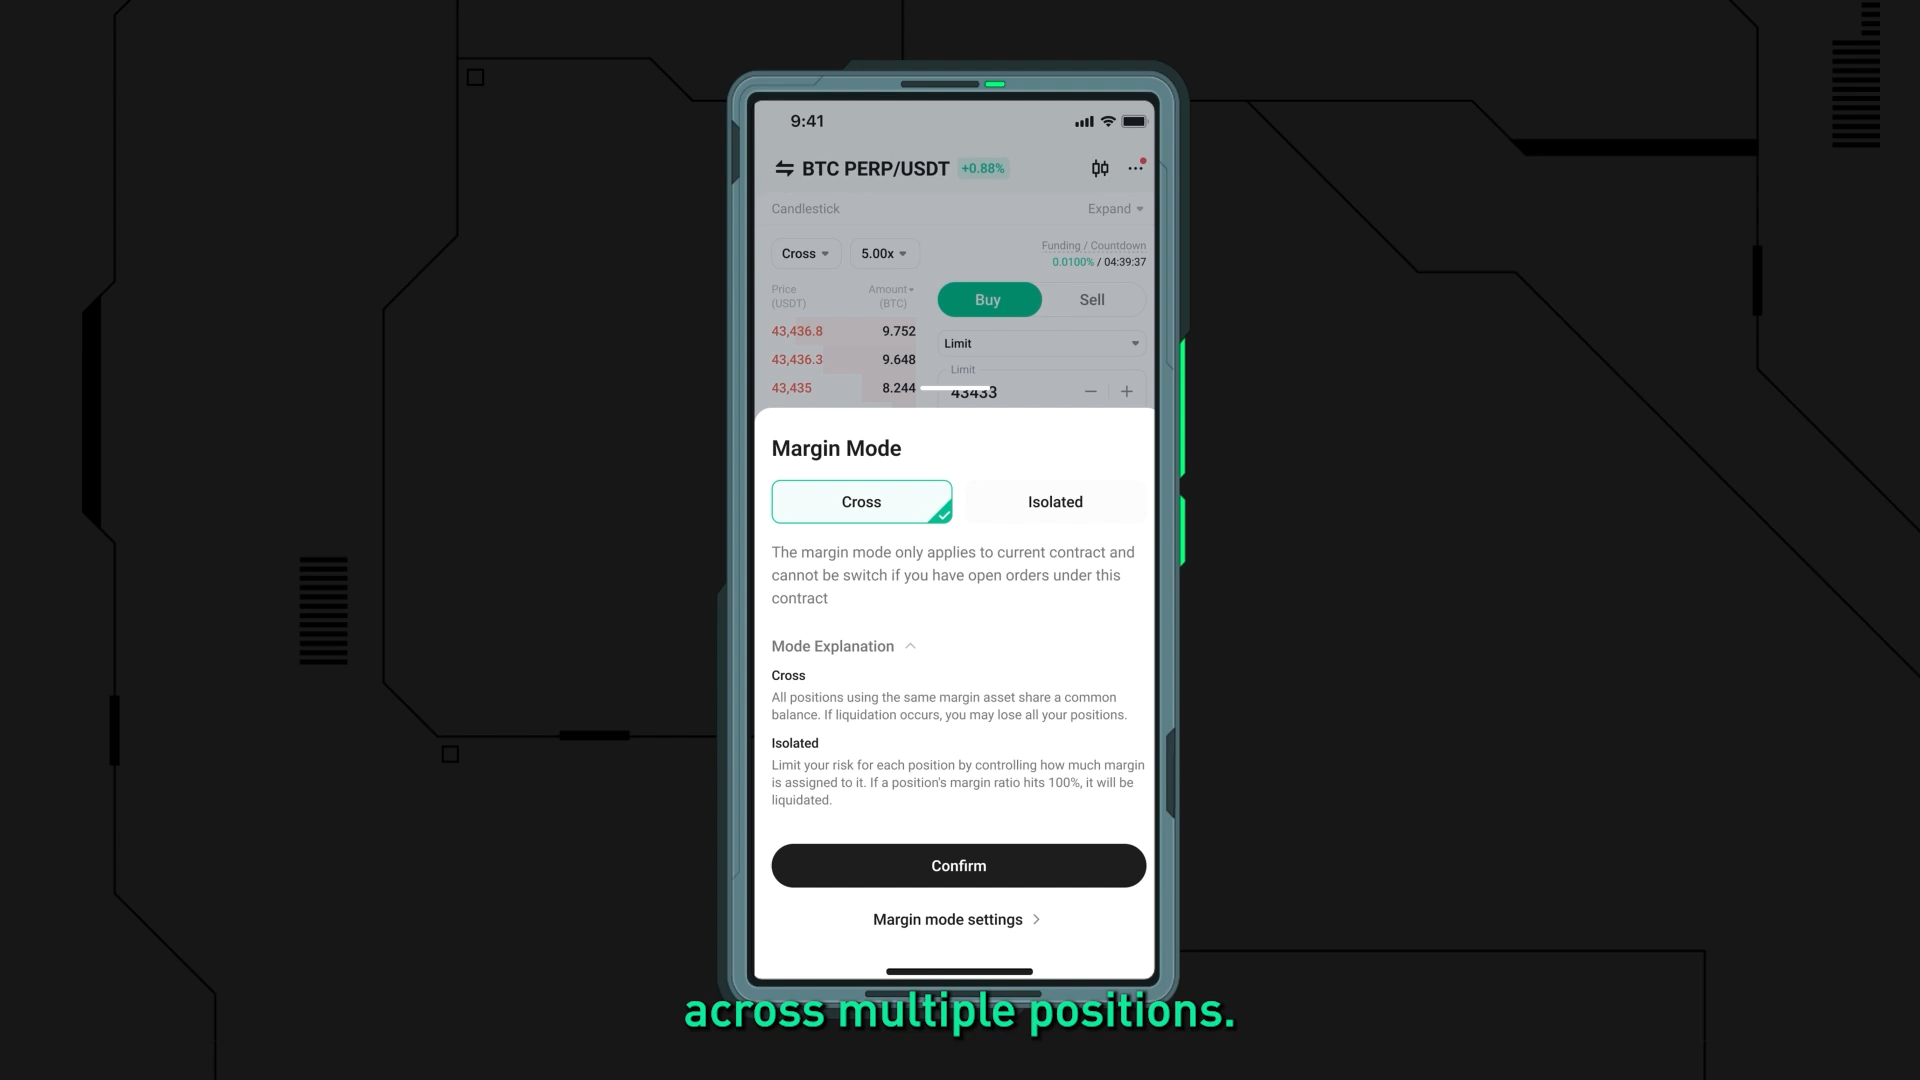 9:41
BTC PERP/USDT +0.88%
Candlestick Expand
Cross 5.00x Funding / Countdown
0.0100% / 04:39:37
Price Amount
(USDT) (BTC)
Buy Sell
43,436.8 9.752
Limit
43,436.3 9.648
Limit
43,435 8.244
43433
Margin Mode
Cross Isolated
The margin mode only applies to current contract and
cannot be switch if you have open orders under this
contract
Mode Explanation
Cross
All positions using the same margin asset share a common
balance. If liquidation occurs, you may lose all your positions.
Isolated
Limit your risk for each position by controlling how much margin
is assigned to it. If a position's margin ratio hits 100%, it will be
liquidated.
Confirm
Margin mode settings
across multiple positions.